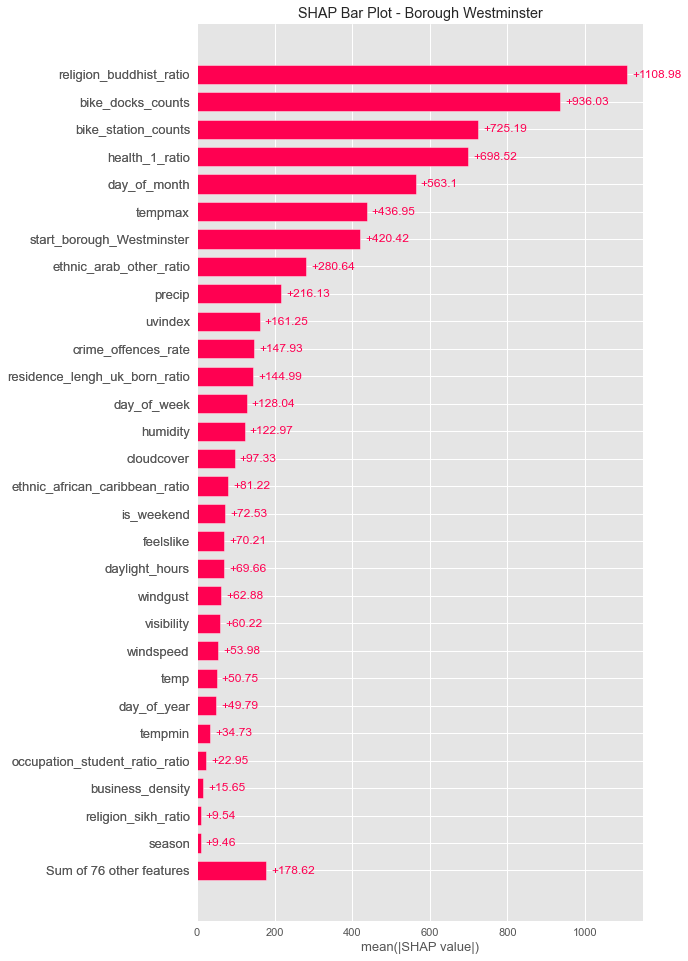 SHAP Bar Plot - Borough Westminster
religion_buddhist_ratio +1108.98
bike_docks_counts +936.03
bike_station_counts +725.19
health_1_ratio +698.52
day_of_month +563.1
tempmax +436.95
start_borough_Westminster +420.42
ethnic_arab_other_ratio +280.64
precip +216.13
uvindex +161.25
crime_offences_rate +147.93
residence_lengh_uk_born_ratio +144.99
day_of_week +128.04
humidity +122.97
cloudcover +97.33
ethnic_african_caribbean_ratio +81.22
is_weekend +72.53
feelslike +70.21
daylight_hours +69.66
windgust +62.88
visibility +60.22
windspeed +53.98
temp +50.75
day_of_year +49.79
tempmin +34.73
occupation_student_ratio_ratio +22.95
business_density +15.65
religion_sikh_ratio +9.54
season +9.46
Sum of 76 other features +178.62
0 200 400 600 800 1000
mean(|SHAP value|)